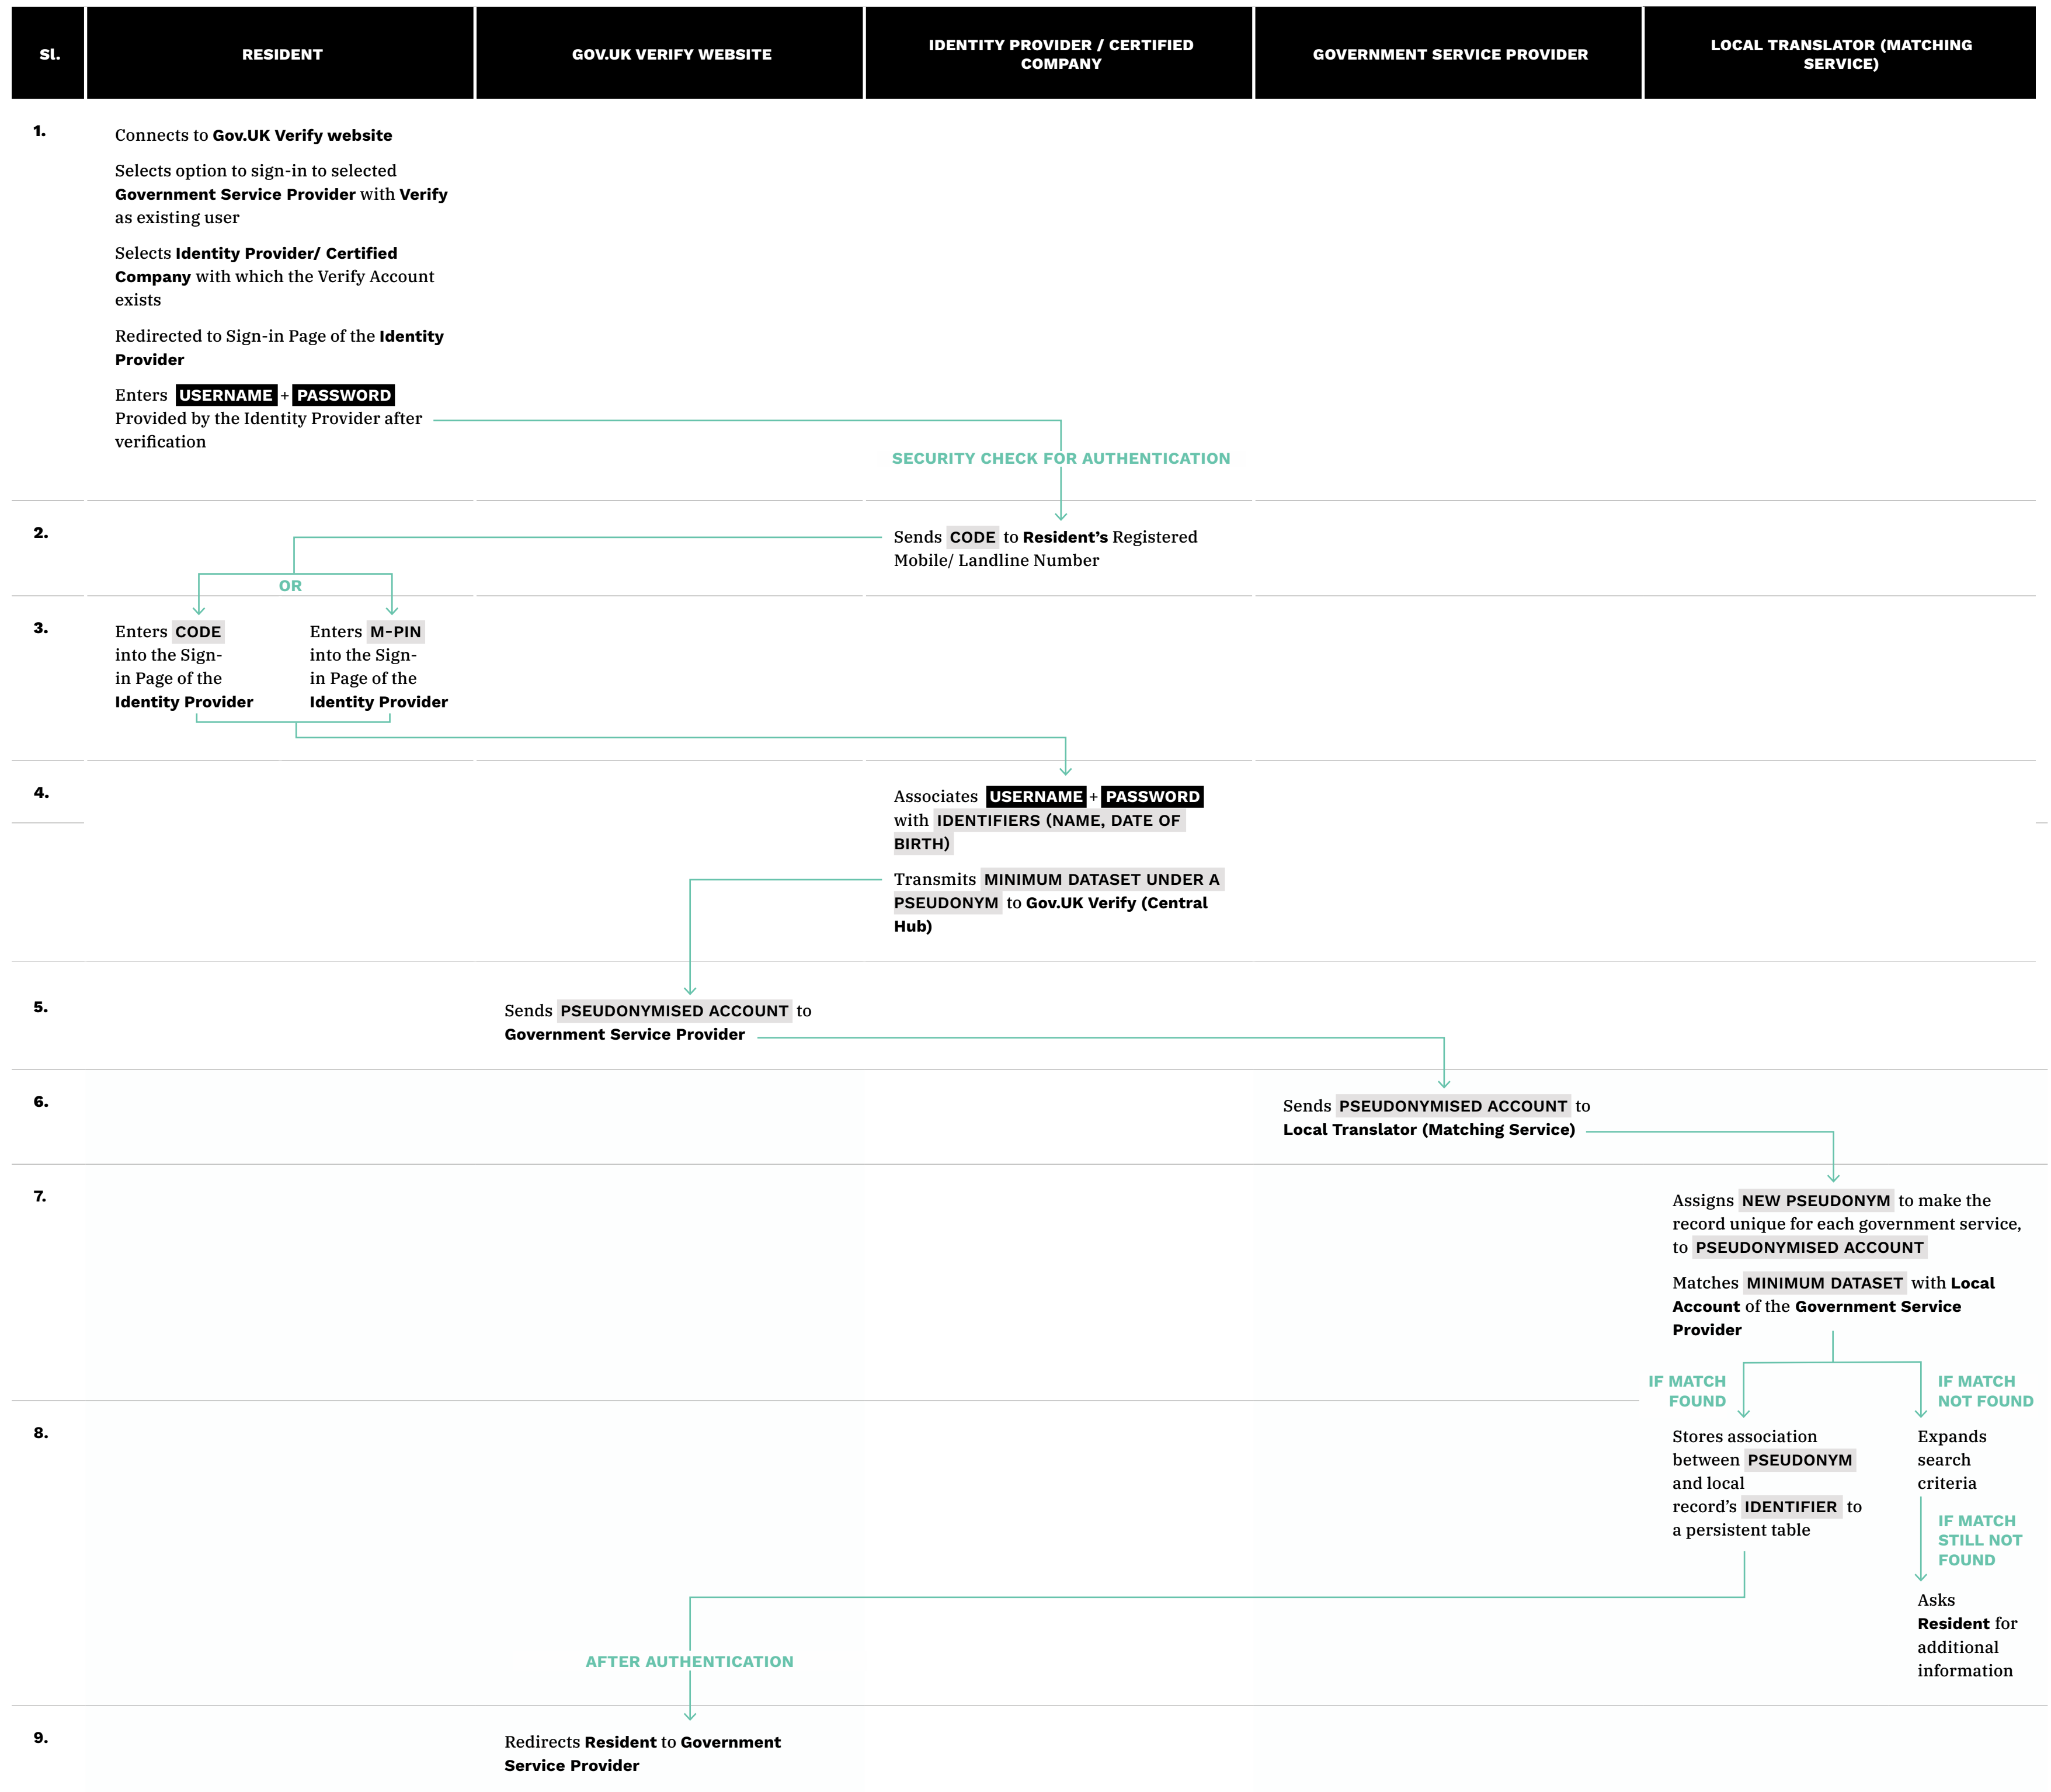 Sl.
RESIDENT
GOV.UK VERIFY WEBSITE
IDENTITY PROVIDER / CERTIFIED
COMPANY
GOVERNMENT SERVICE PROVIDER
LOCAL TRANSLATOR (MATCHING
SERVICE)
1.
Connects to Gov.UK Verify website
Selects option to sign-in to selected
Government Service Provider with Verify
as existing user
Selects Identity Provider/ Certified
Company with which the Verify Account
exists
Redirected to Sign-in Page of the Identity
Provider
Enters USERNAME + PASSWORD
Provided by the Identity Provider after
verification
SECURITY CHECK FOR AUTHENTICATION
2.
Sends CODE to Resident’s Registered
Mobile/ Landline Number
OR
3.
Enters CODE
into the Sign-
in Page of the
Identity Provider
Enters M-PIN
into the Sign-
in Page of the
Identity Provider
4.
Associates USERNAME + PASSWORD
with IDENTIFIERS (NAME, DATE OF
BIRTH)
Transmits MINIMUM DATASET UNDER A
PSEUDONYM to Gov.UK Verify (Central
Hub)
5.
Sends PSEUDONYMISED ACCOUNT to
Government Service Provider
6.
Sends PSEUDONYMISED ACCOUNT to
Local Translator (Matching Service)
7.
Assigns NEW PSEUDONYM to make the
record unique for each government service,
to PSEUDONYMISED ACCOUNT
Matches MINIMUM DATASET with Local
Account of the Government Service
Provider
IF MATCH
FOUND
IF MATCH
NOT FOUND
8.
Stores association
between PSEUDONYM
and local
record’s IDENTIFIER to
a persistent table
Expands
search
criteria
IF MATCH
STILL NOT
FOUND
Asks
Resident for
additional
information
AFTER AUTHENTICATION
9.
Redirects Resident to Government
Service Provider